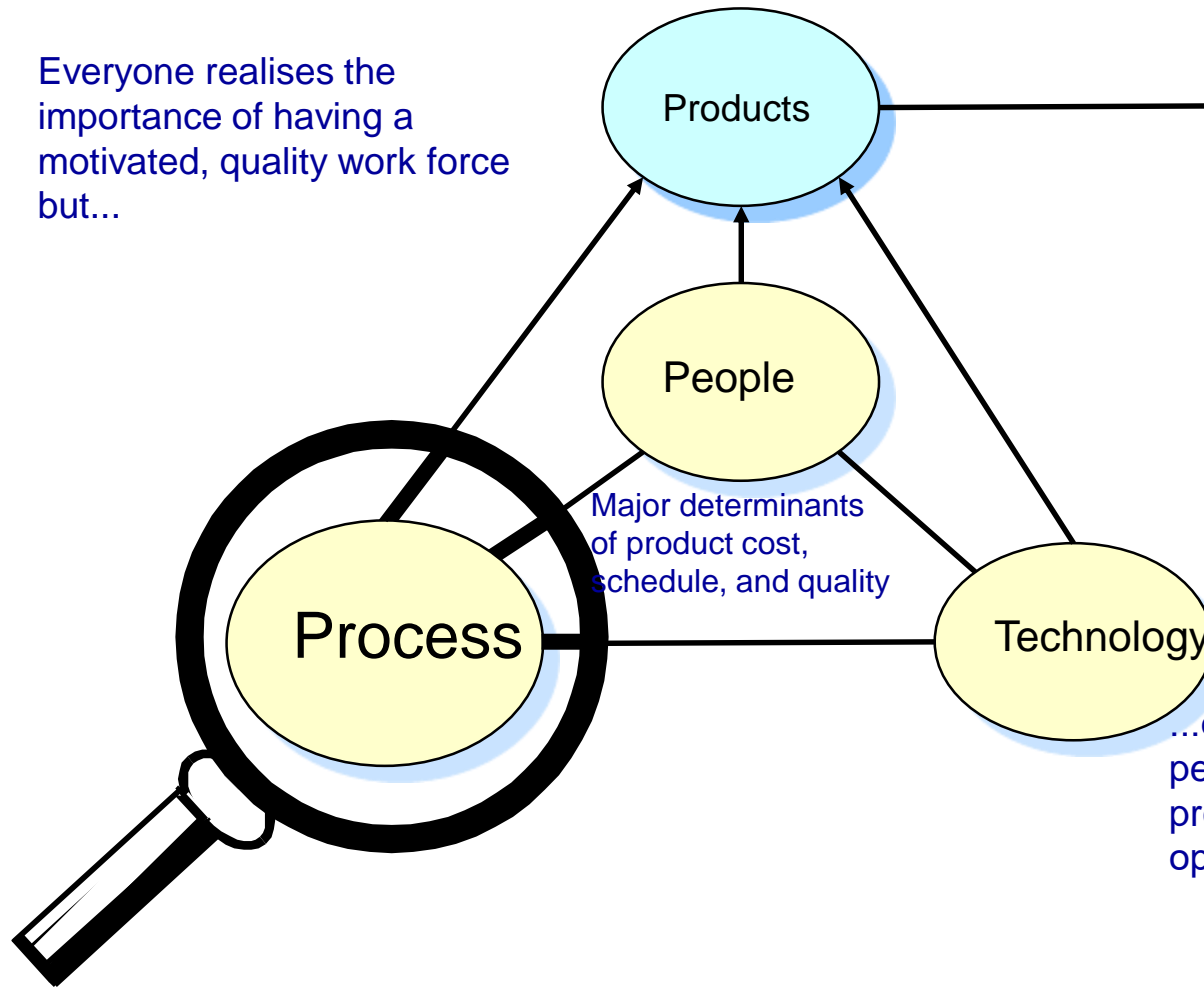 Everyone realises the
importance of having a
motivated, quality work force
but...
Products
People
Major determinants
of product cost,
schedule, and quality
Process
Technology